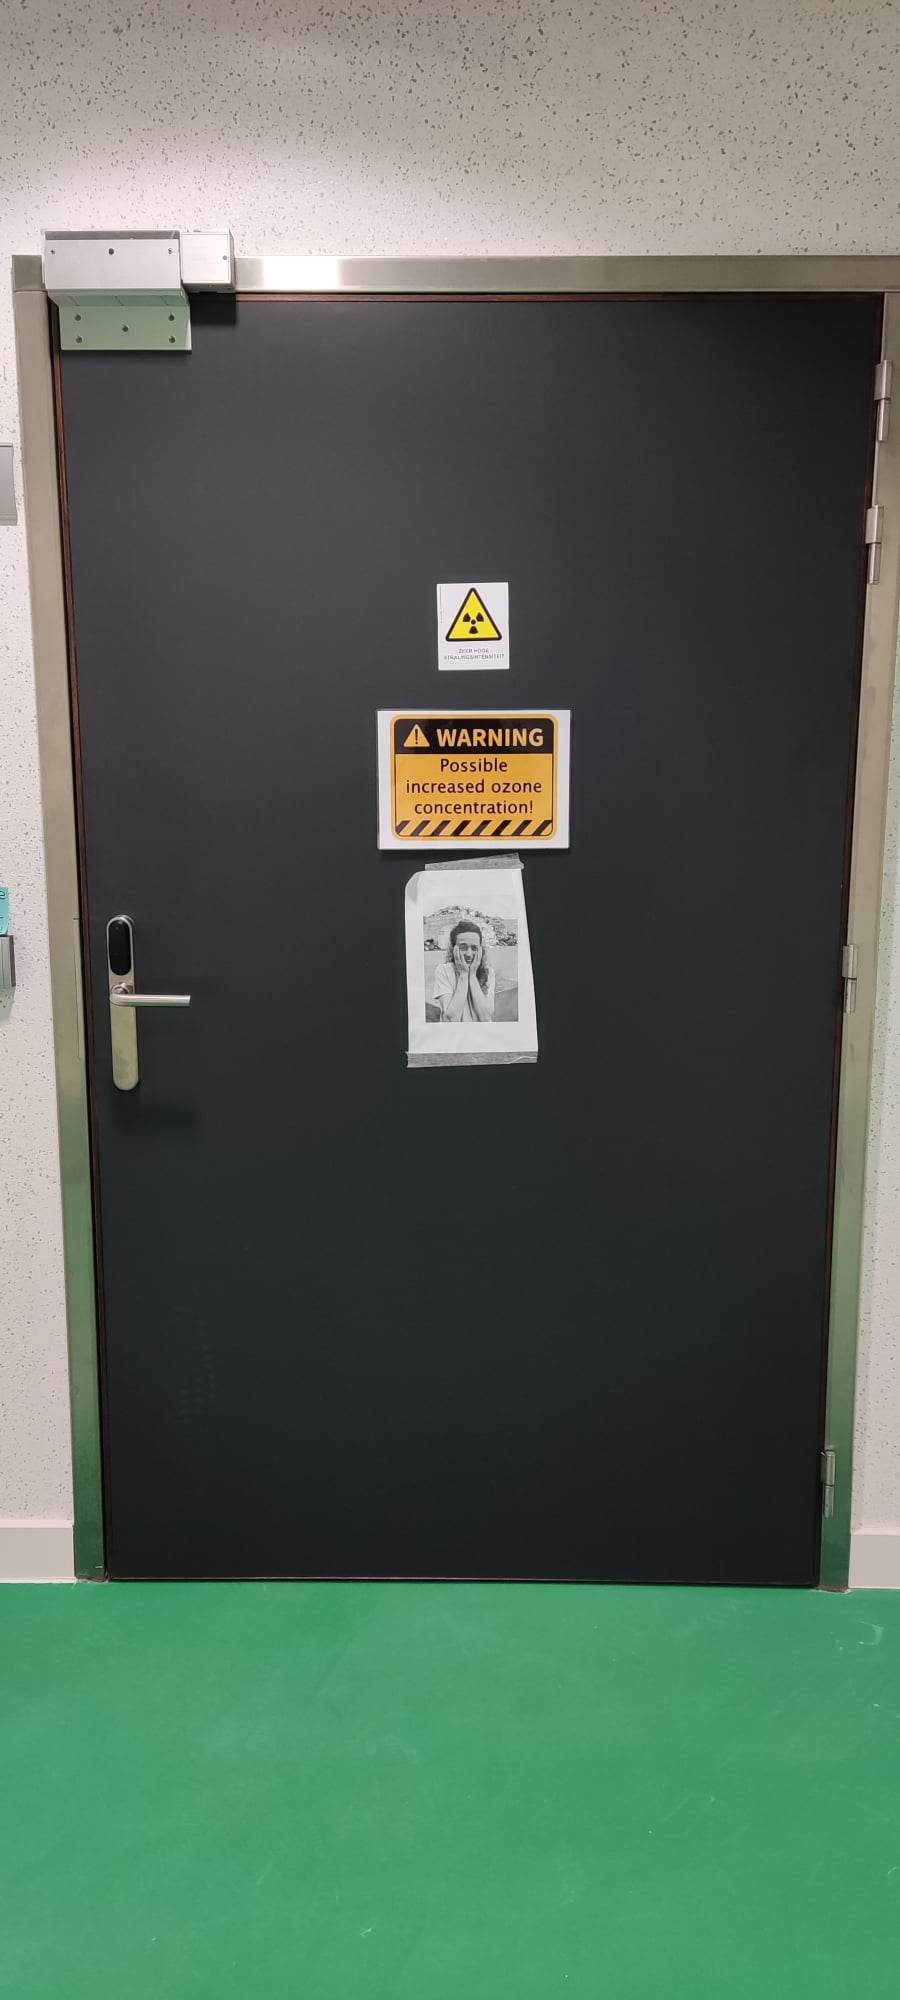 ZEER HOGE
STRALINGSINTENSITEIT
WARNING
Possible
increased ozone
concentration!